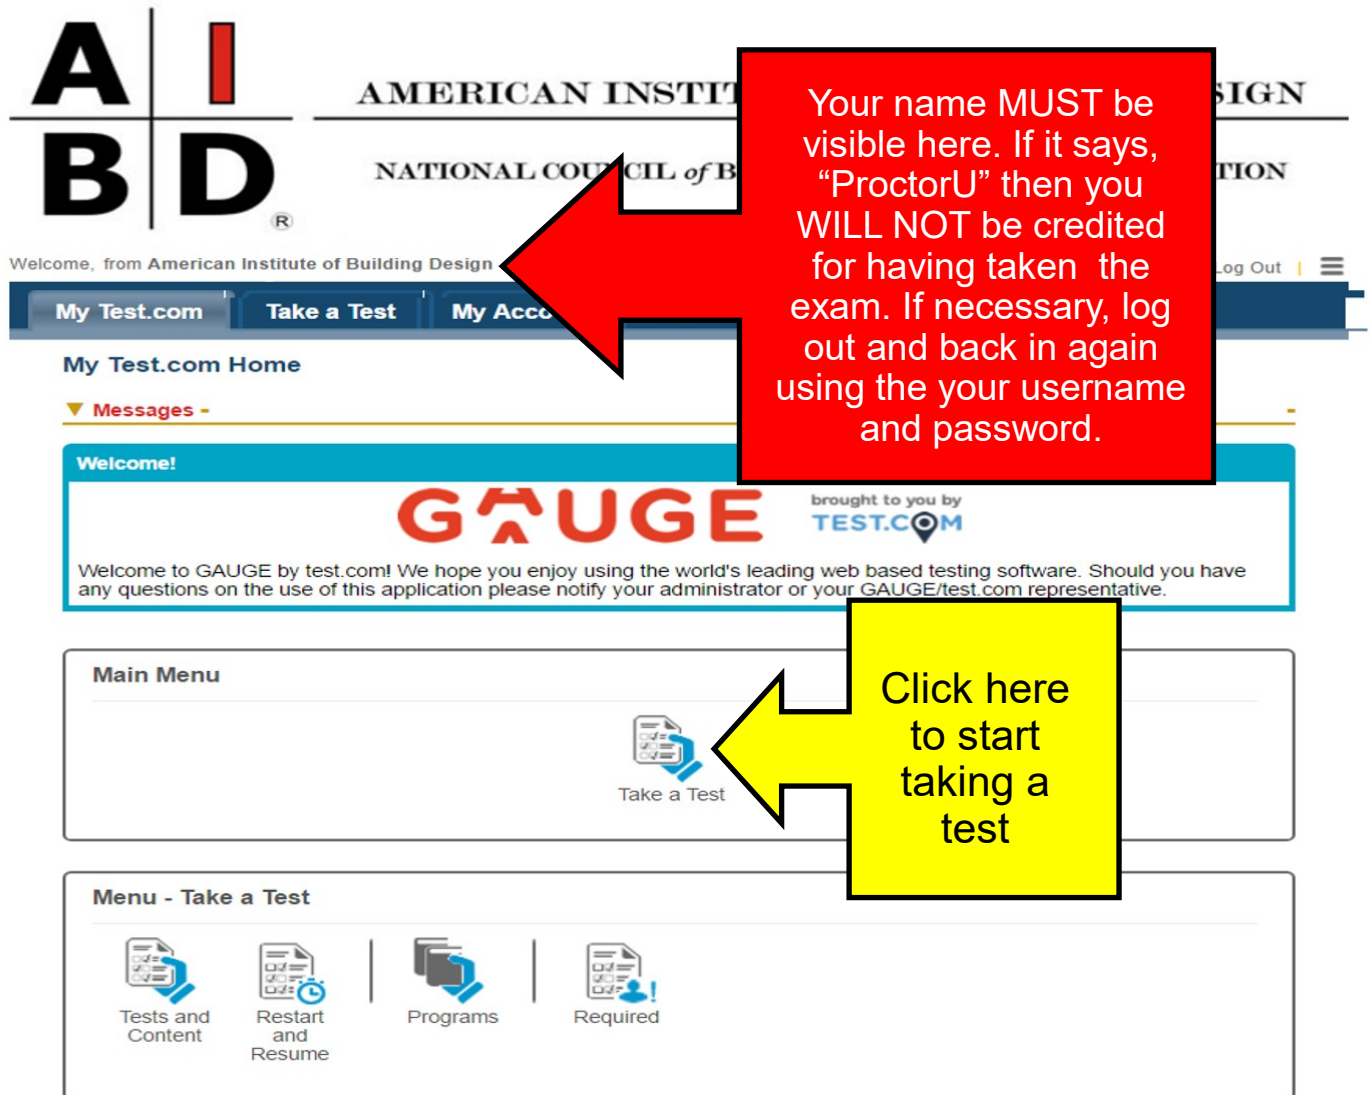 A I
B D ®
AMERICAN INSTIT
SIGN
NATIONAL COU CIL of B
TION
Your name MUST be
visible here. If it says,
“ProctorU” then you
WILL NOT be credited
for having taken the
exam. If necessary, log
out and back in again
using the your username
and password.
Welcome, from American Institute of Building Design
Log Out |
My Test.com Take a Test My Acco
My Test.com Home
Messages -
Welcome!
GAUGE brought to you by
TEST.COM
Welcome to GAUGE by test.com! We hope you enjoy using the world's leading web based testing software. Should you have
any questions on the use of this application please notify your administrator or your GAUGE/test.com representative.
Main Menu
Take a Test
Click here
to start
taking a
test
Menu - Take a Test
Tests and
Content
Restart
and
Resume
Programs
Required